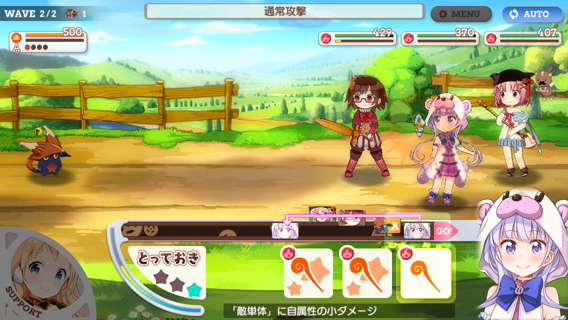 WAVE 2/2 1
通常攻撃
MENU
AUTO
500
A
429
370
407
A
GO!
とっておき
SUPPORT
「敵単体」に自属性の小ダメージ